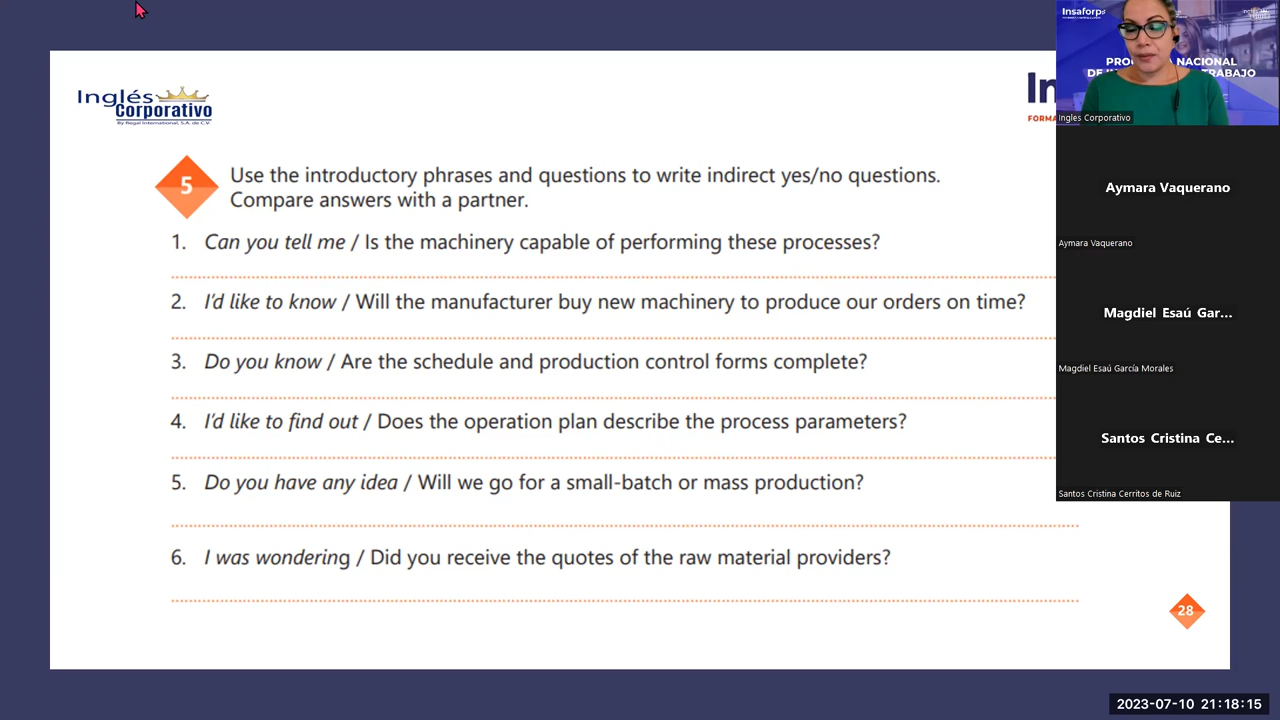 Inglés
Corporativo
By Regal International, S.A. de C.V.
In
FORMA
5
Use the introductory phrases and questions to write indirect yes/no questions.
Compare answers with a partner.
1. Can you tell me / Is the machinery capable of performing these processes?
2. I'd like to know / Will the manufacturer buy new machinery to produce our orders on time?
3. Do you know / Are the schedule and production control forms complete?
4. I'd like to find out / Does the operation plan describe the process parameters?
5. Do you have any idea / Will we go for a small-batch or mass production?
6. I was wondering / Did you receive the quotes of the raw material providers?
28
Insaforp
PRO NACIONAL
DE IN TRABAJO
Ingles Corporativo
Aymara Vaquerano
Aymara Vaquerano
Magdiel Esaú Gar...
Magdiel Esaú García Morales
Santos Cristina Ce...
Santos Cristina Cerritos de Ruiz
2023-07-10 21:18:15